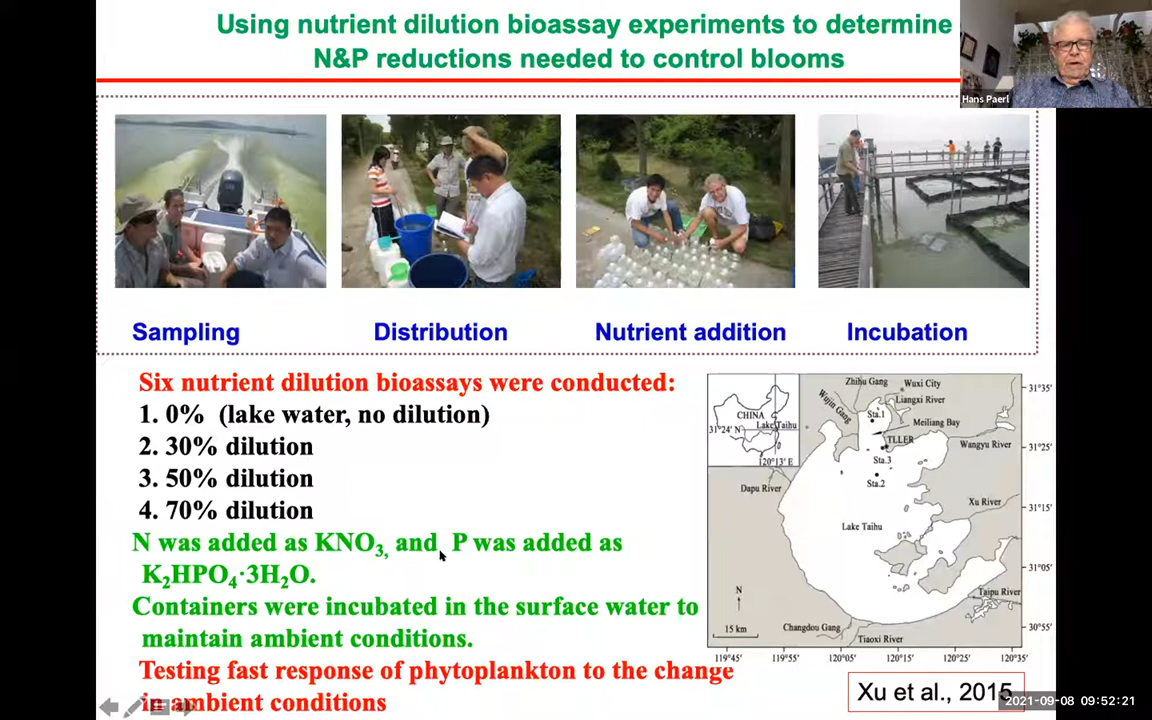 Using nutrient dilution bioassay experiments to determine
N&P reductions needed to control blooms
Hans Paerl
Sampling
Distribution
Nutrient addition
Incubation
Six nutrient dilution bioassays were conducted:
1. 0% (lake water, no dilution)
2. 30% dilution
3. 50% dilution
4. 70% dilution
N was added as KNO₃, and P was added as
K₂HPO₄·3H₂O.
Containers were incubated in the surface water to
maintain ambient conditions.
Testing fast response of phytoplankton to the change
in ambient conditions
Zhihu Gang
Wuxi City
Liangxi River
Wujin Gang
CHINA
Lake Taihu
31°24' N
120°13' E
Sta.1
Meiliang Bay
TLLER
Wangyu River
Sta.3
Sta.2
Dapu River
Xu River
Lake Taihu
N
15 km
Taipu River
Changdou Gang
Tiaoxi River
31°35'
31°25'
31°15'
31°05'
30°55'
119°45'
119°55'
120°05'
120°15'
120°25'
120°35'
Xu et al., 2015
2021-09-08 09:52:21